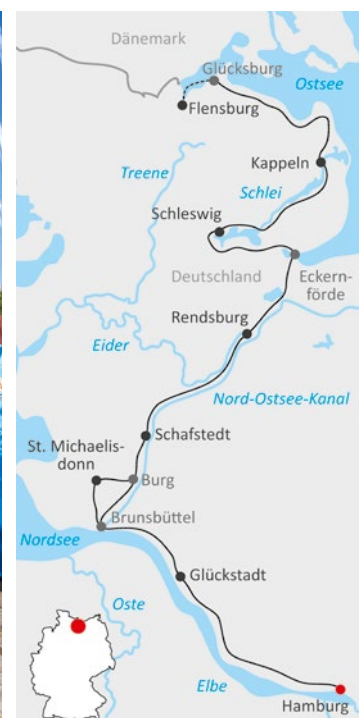 Dänemark
Glücksburg
Ostsee
Flensburg
Kappeln
Treene
Schlei
Schleswig
Deutschland
Eckern-
förde
Rendsburg
Eider
Nord-Ostsee-Kanal
Schafstedt
St. Michaelis-
donn
Burg
Brunsbüttel
Nordsee
Glückstadt
Oste
Elbe
Hamburg